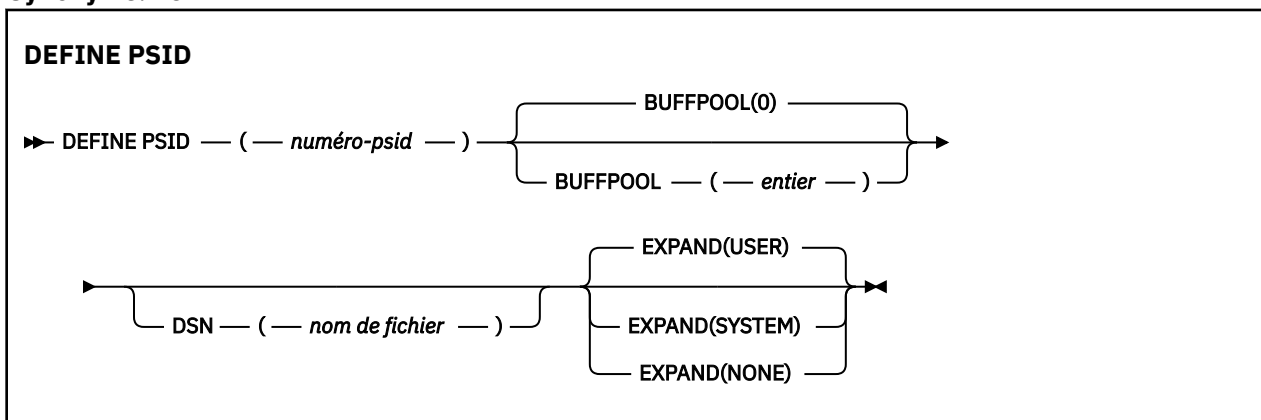 DEFINE PSID
BUFFPOOL(0)
DEFINE PSID ( numéro-psid )
BUFFPOOL ( entier )
EXPAND(USER)
DSN ( nom de fichier )
EXPAND(SYSTEM)
EXPAND(NONE)